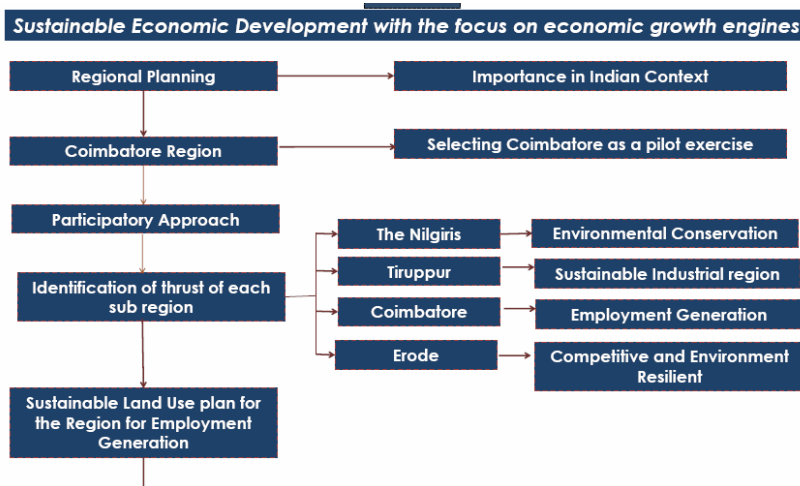 Sustainable Economic Development with the focus on economic growth engines
Regional Planning
Importance in Indian Context
Coimbatore Region
Selecting Coimbatore as a pilot exercise
Participatory Approach
Identification of thrust of each
sub region
The Nilgiris
Environmental Conservation
Tiruppur
Sustainable Industrial region
Coimbatore
Employment Generation
Erode
Competitive and Environment
Resilient
Sustainable Land Use plan for
the Region for Employment
Generation